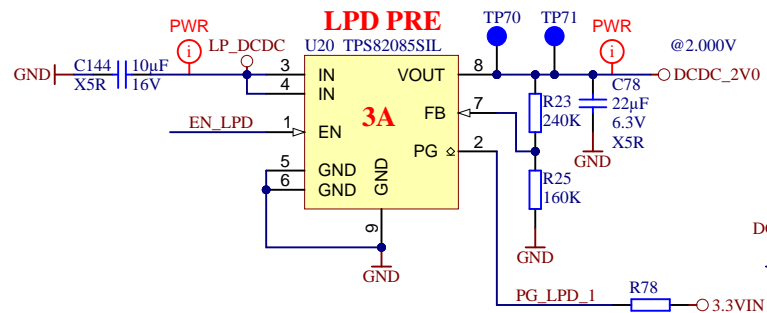 LPD PRE
PWR
TP70
TP71
PWR
LP_DCDC
U20 TPS82085SIL
@2.000V
C144
10µF
GND
X5R
16V
3
IN
4
IN
VOUT
8
DCDC_2V0
C78
22µF
6.3V
X5R
GND
R23
240K
7
FB
3A
EN_LPD
1
EN
PG
2
5
GND
6
GND
GND
9
GND
R25
160K
GND
PG_LPD_1
R78
3.3VIN